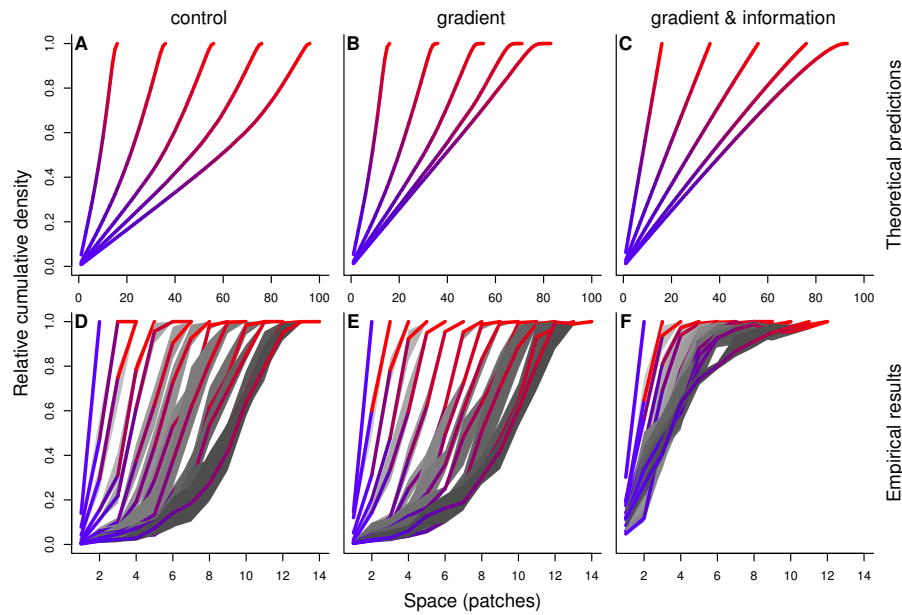 control
gradient
gradient & information
A
B
C
1.0
0.8
0.6
0.4
0.2
0.0
0 20 40 60 80 100
0 20 40 60 80 100
0 20 40 60 80 100
Theoretical predictions
Relative cumulative density
D
E
F
1.0
0.8
0.6
0.4
0.2
0.0
2 4 6 8 10 12 14
2 4 6 8 10 12 14
2 4 6 8 10 12 14
Empirical results
Space (patches)